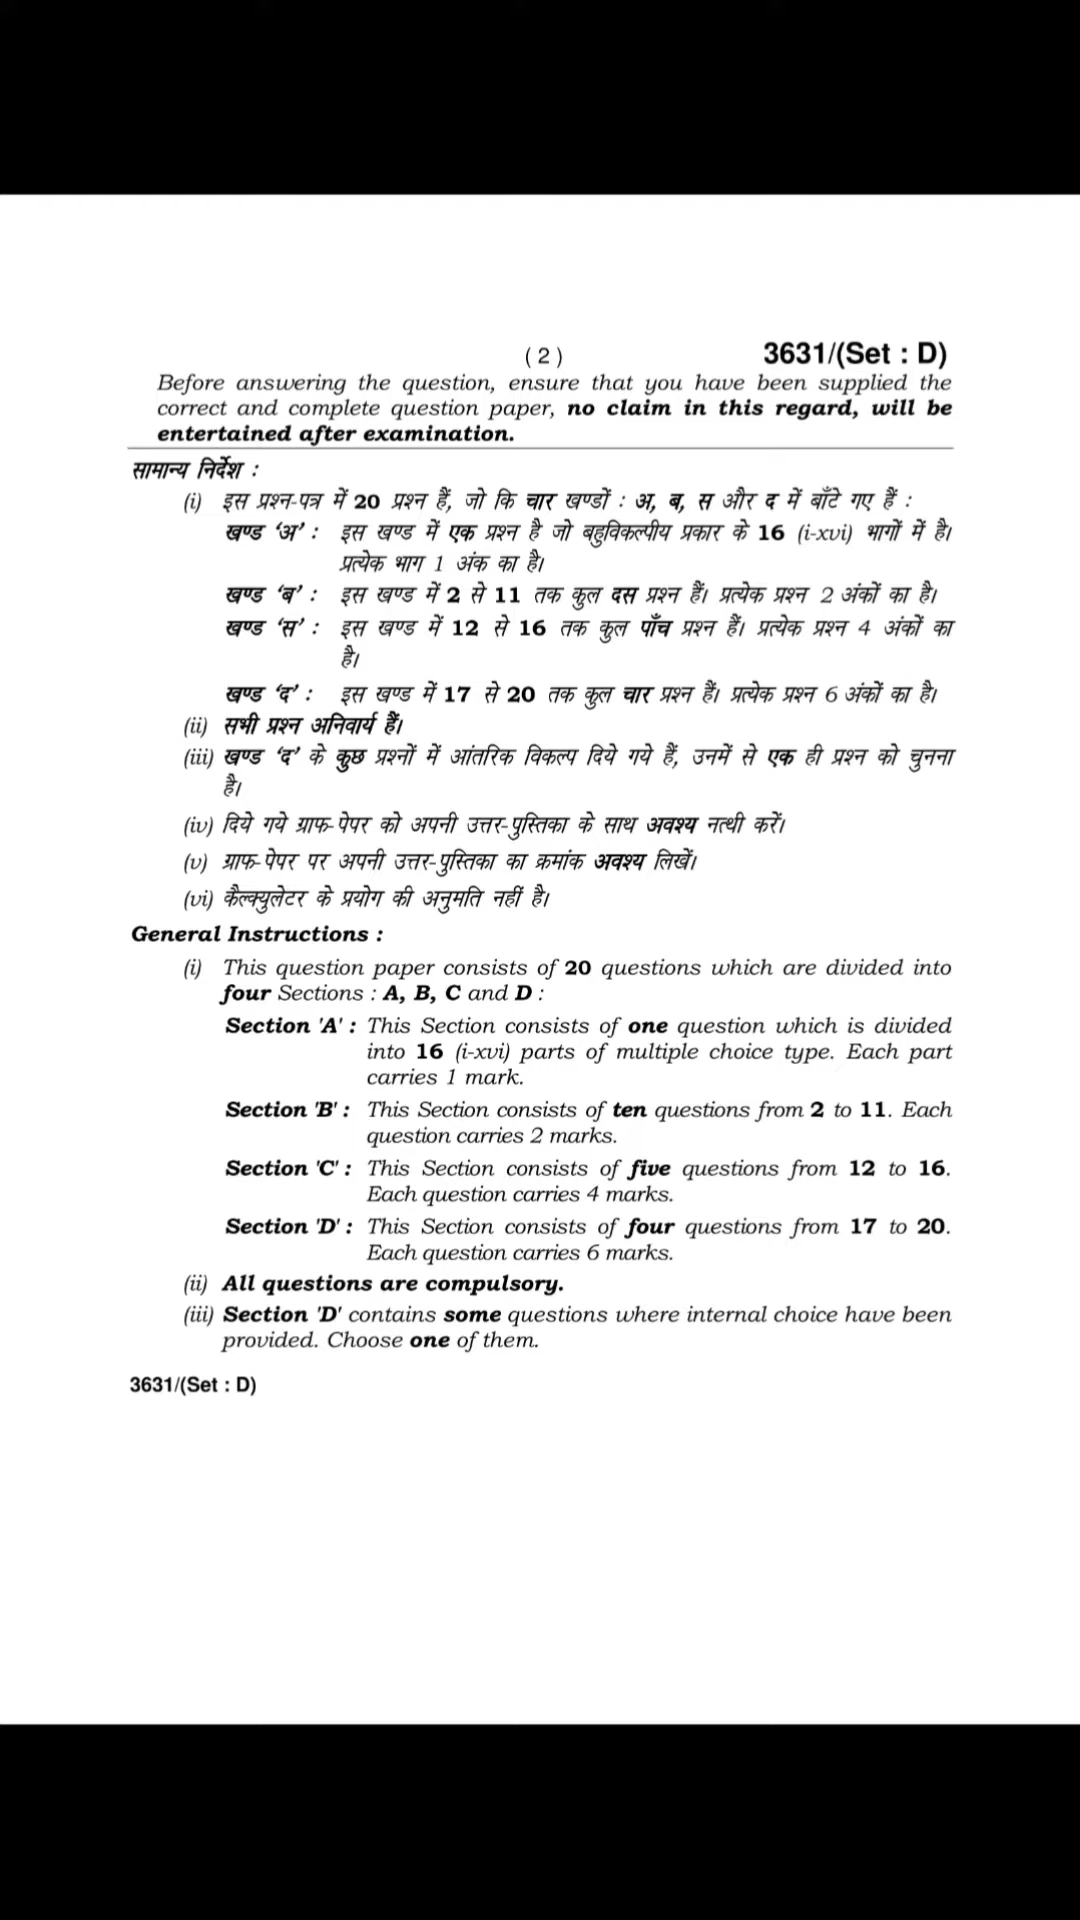 ( 2 ) 3631/(Set : D)
Before answering the question, ensure that you have been supplied the
correct and complete question paper, no claim in this regard, will be
entertained after examination.
सामान्य निर्देश :
(i) इस प्रश्न-पत्र में 20 प्रश्न हैं, जो कि चार खण्डों : अ, ब, स और द में बाँटे गए हैं :
खण्ड ‘अ’ : इस खण्ड में एक प्रश्न है जो बहुविकल्पीय प्रकार के 16 (i-xvi) भागों में है।
प्रत्येक भाग 1 अंक का है।
खण्ड ‘ब’ : इस खण्ड में 2 से 11 तक कुल दस प्रश्न हैं। प्रत्येक प्रश्न 2 अंकों का है।
खण्ड ‘स’ : इस खण्ड में 12 से 16 तक कुल पाँच प्रश्न हैं। प्रत्येक प्रश्न 4 अंकों का
है।
खण्ड ‘द’ : इस खण्ड में 17 से 20 तक कुल चार प्रश्न हैं। प्रत्येक प्रश्न 6 अंकों का है।
(ii) सभी प्रश्न अनिवार्य हैं।
(iii) खण्ड ‘द’ के कुछ प्रश्नों में आंतरिक विकल्प दिये गये हैं, उनमें से एक ही प्रश्न को चुनना
है।
(iv) दिये गये ग्राफ-पेपर को अपनी उत्तर-पुस्तिका के साथ अवश्य नत्थी करें।
(v) ग्राफ-पेपर पर अपनी उत्तर-पुस्तिका का क्रमांक अवश्य लिखें।
(vi) कैल्क्युलेटर के प्रयोग की अनुमति नहीं है।
General Instructions :
(i) This question paper consists of 20 questions which are divided into
four Sections : A, B, C and D :
Section 'A' : This Section consists of one question which is divided
into 16 (i-xvi) parts of multiple choice type. Each part
carries 1 mark.
Section 'B' : This Section consists of ten questions from 2 to 11. Each
question carries 2 marks.
Section 'C' : This Section consists of five questions from 12 to 16.
Each question carries 4 marks.
Section 'D' : This Section consists of four questions from 17 to 20.
Each question carries 6 marks.
(ii) All questions are compulsory.
(iii) Section 'D' contains some questions where internal choice have been
provided. Choose one of them.
3631/(Set : D)